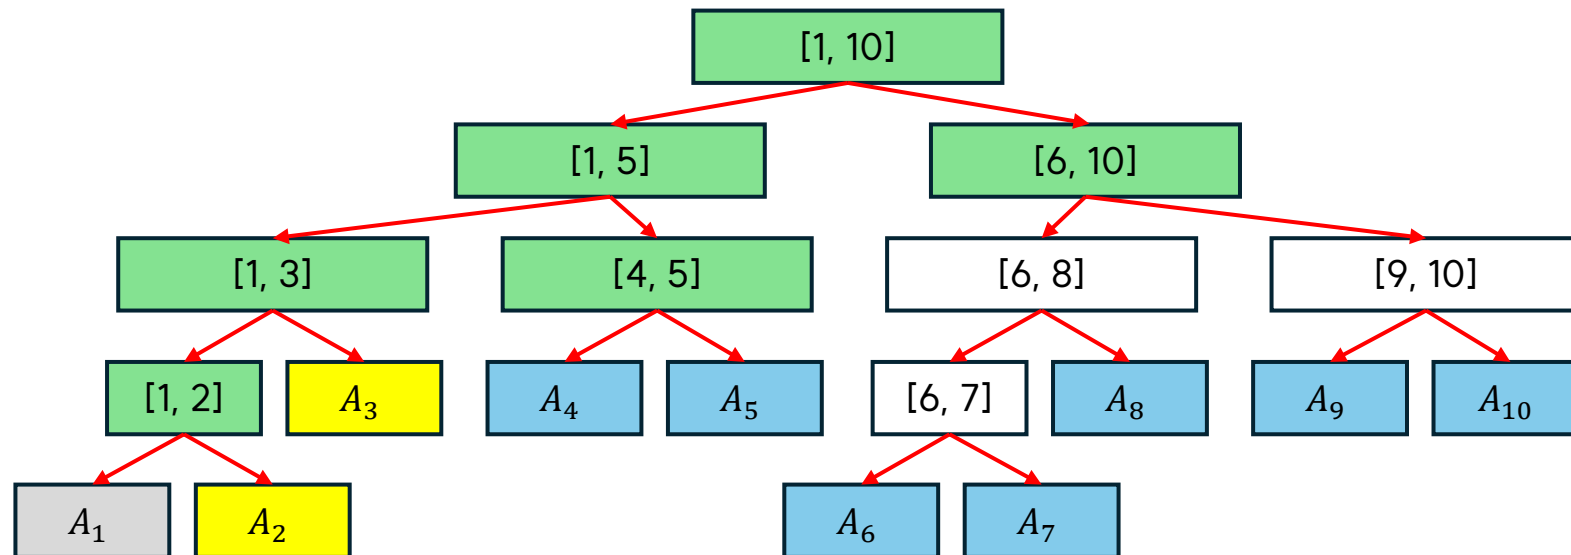 [1, 10]
[1, 5]
[6, 10]
[1, 3]
[4, 5]
[6, 8]
[9, 10]
[1, 2]
A₃
A₄
A₅
[6, 7]
A₈
A₉
A₁₀
A₁
A₂
A₆
A₇